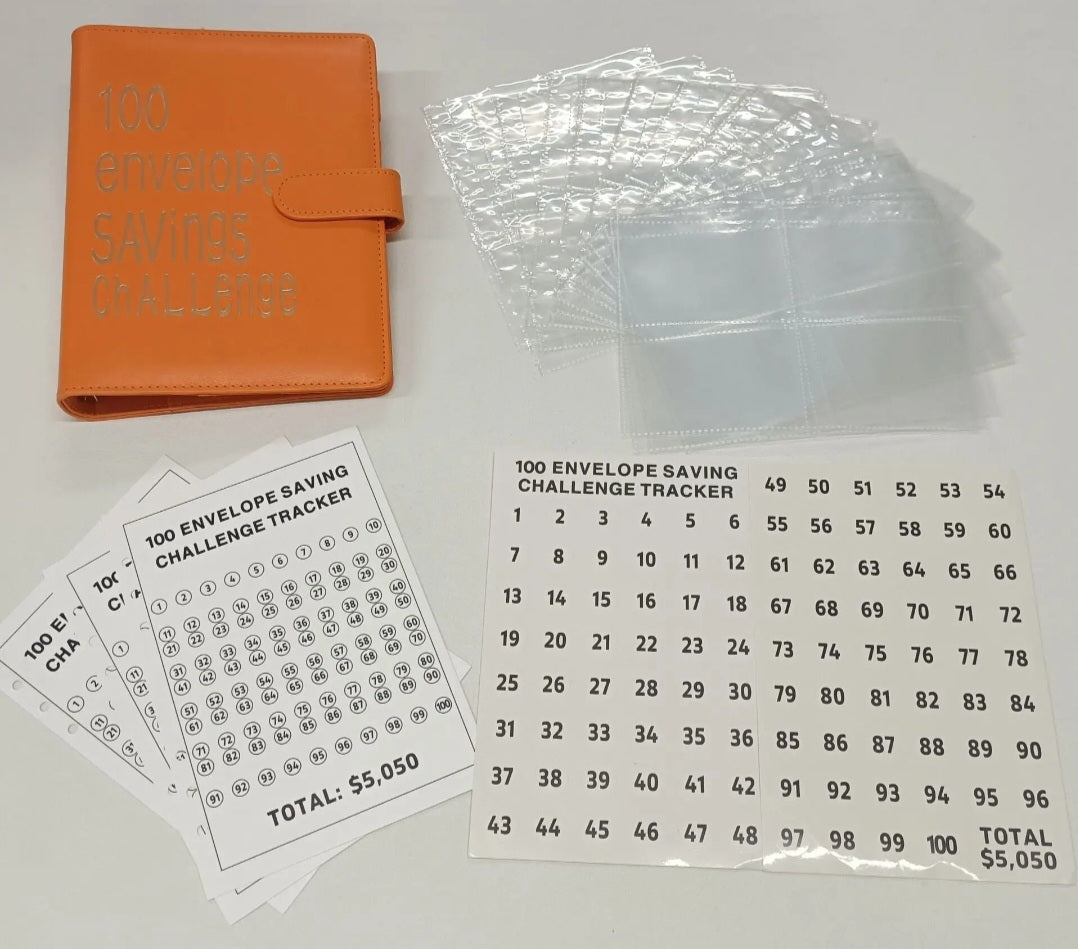 100
envelope
SAVings
ChALLenge
100 ENVELOPE SAVING
CHALLENGE TRACKER
1 2 3 4 5 6 7 8 9 10
11 12 13 14 15 16 17 18 19 20
21 22 23 24 25 26 27 28 29 30
31 32 33 34 35 36 37 38 39 40
41 42 43 44 45 46 47 48 49 50
51 52 53 54 55 56 57 58 59 60
61 62 63 64 65 66 67 68 69 70
71 72 73 74 75 76 77 78 79 80
81 82 83 84 85 86 87 88 89 90
91 92 93 94 95 96 97 98 99 100
TOTAL: $5,050
100
1
11
21
100
CHA
1 2
11
21
100 ENVELOPE SAVING
CHALLENGE TRACKER
1 2 3 4 5 6
7 8 9 10 11 12
13 14 15 16 17 18
19 20 21 22 23 24
25 26 27 28 29 30
31 32 33 34 35 36
37 38 39 40 41 42
43 44 45 46 47 48
49 50 51 52 53 54
55 56 57 58 59 60
61 62 63 64 65 66
67 68 69 70 71 72
73 74 75 76 77 78
79 80 81 82 83 84
85 86 87 88 89 90
91 92 93 94 95 96
97 98 99 100 TOTAL
$5,050